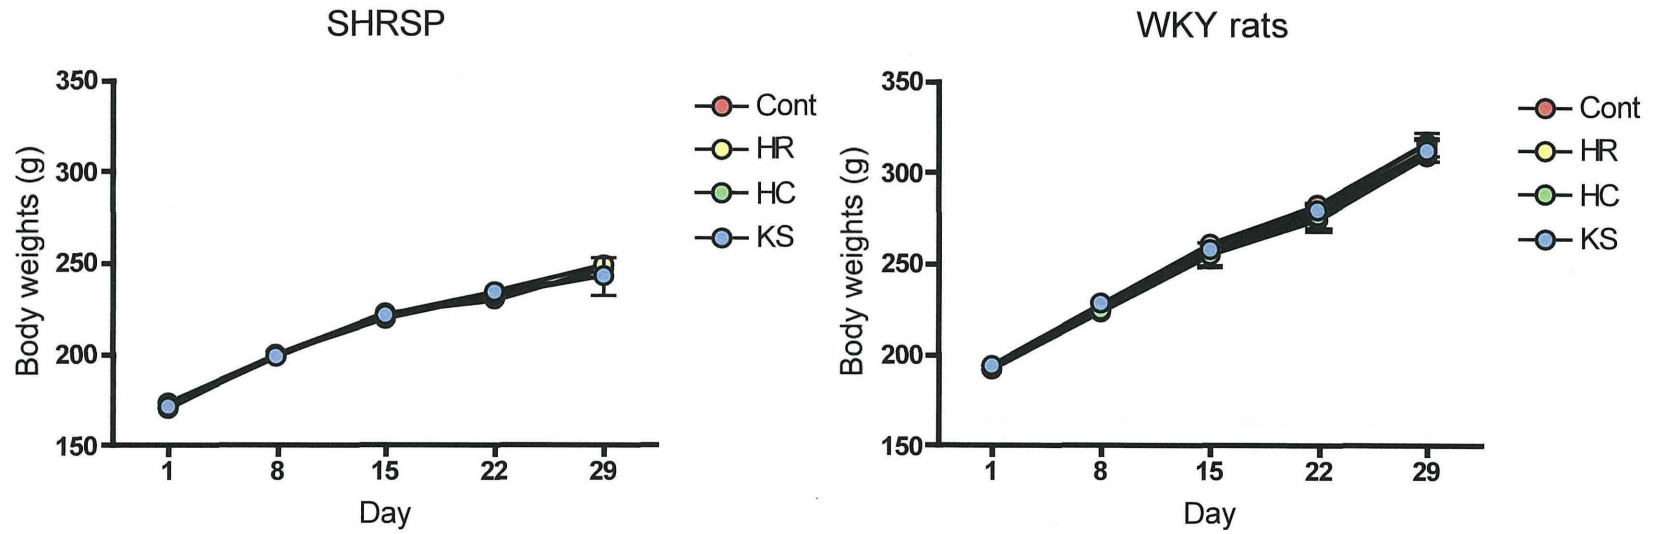 SHRSP
350
300
250
200
150
Body weights (g)
1 8 15 22 29
Day
Cont
HR
HC
KS
WKY rats
350
300
250
200
150
Body weights (g)
1 8 15 22 29
Day
Cont
HR
HC
KS